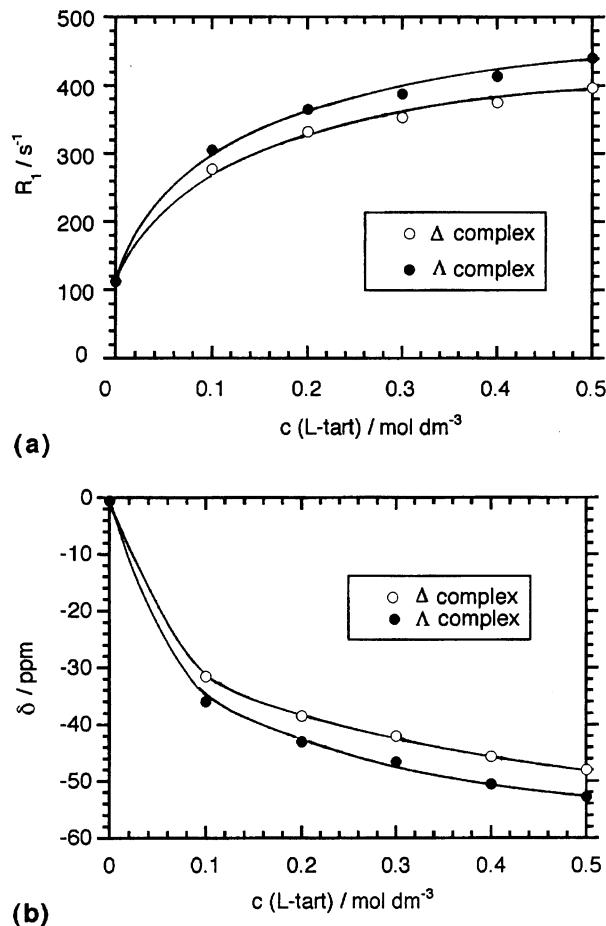 500
400
300
200
100
0
R₁ / s⁻¹
○ Δ complex
● Λ complex
0 0.1 0.2 0.3 0.4 0.5
c (L-tart) / mol dm⁻³
(a)
0
-10
-20
-30
-40
-50
-60
δ / ppm
○ Δ complex
● Λ complex
0 0.1 0.2 0.3 0.4 0.5
c (L-tart) / mol dm⁻³
(b)